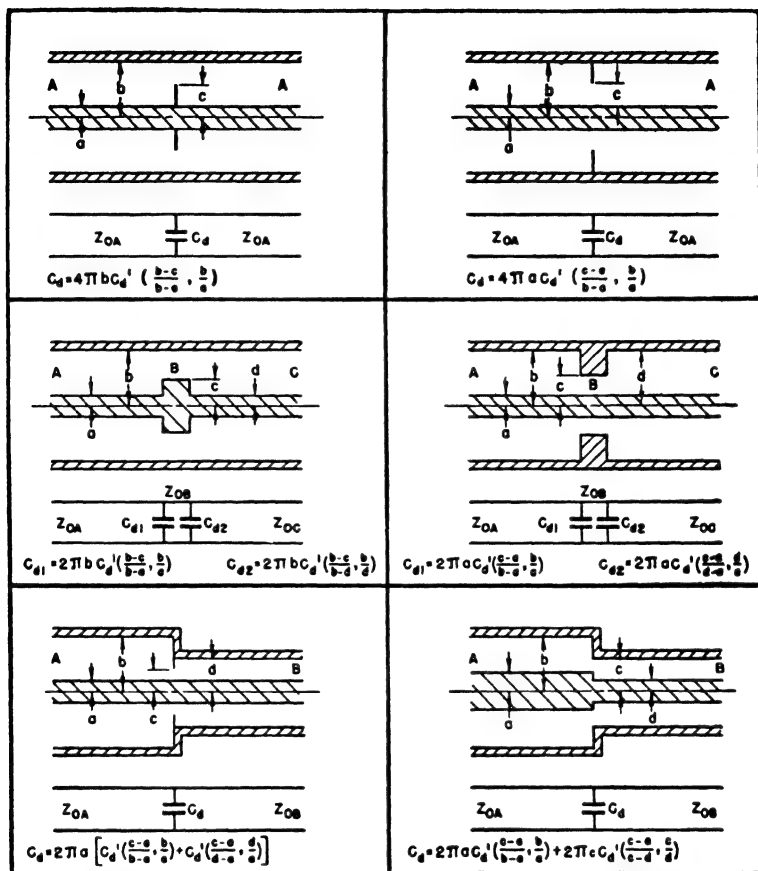 A b c A
a
Z_OA C_d Z_OA
C_d = 4π b C_d' ( (b-c)/(b-a) , b/a )
A b c A
a
Z_OA C_d Z_OA
C_d = 4π a C_d' ( (c-a)/(b-a) , b/a )
A b B c d C
a
Z_OB
Z_OA C_d1 C_d2 Z_OC
C_d1 = 2π b C_d' ( (b-c)/(b-a) , b/a ) C_d2 = 2π b C_d' ( (b-c)/(b-d) , b/d )
A b c B d C
a
Z_OB
Z_OA C_d1 C_d2 Z_OC
C_d1 = 2π a C_d' ( (c-a)/(b-a) , b/a ) C_d2 = 2π a C_d' ( (c-a)/(d-a) , d/a )
A b d B
a c
Z_OA C_d Z_OB
C_d = 2π a [ C_d' ( (c-a)/(b-a) , b/a ) + C_d' ( (c-a)/(d-a) , d/a ) ]
A b c B
a d
Z_OA C_d Z_OB
C_d = 2π a C_d' ( (c-a)/(b-a) , b/a ) + 2π c C_d' ( (c-a)/(c-d) , c/d )